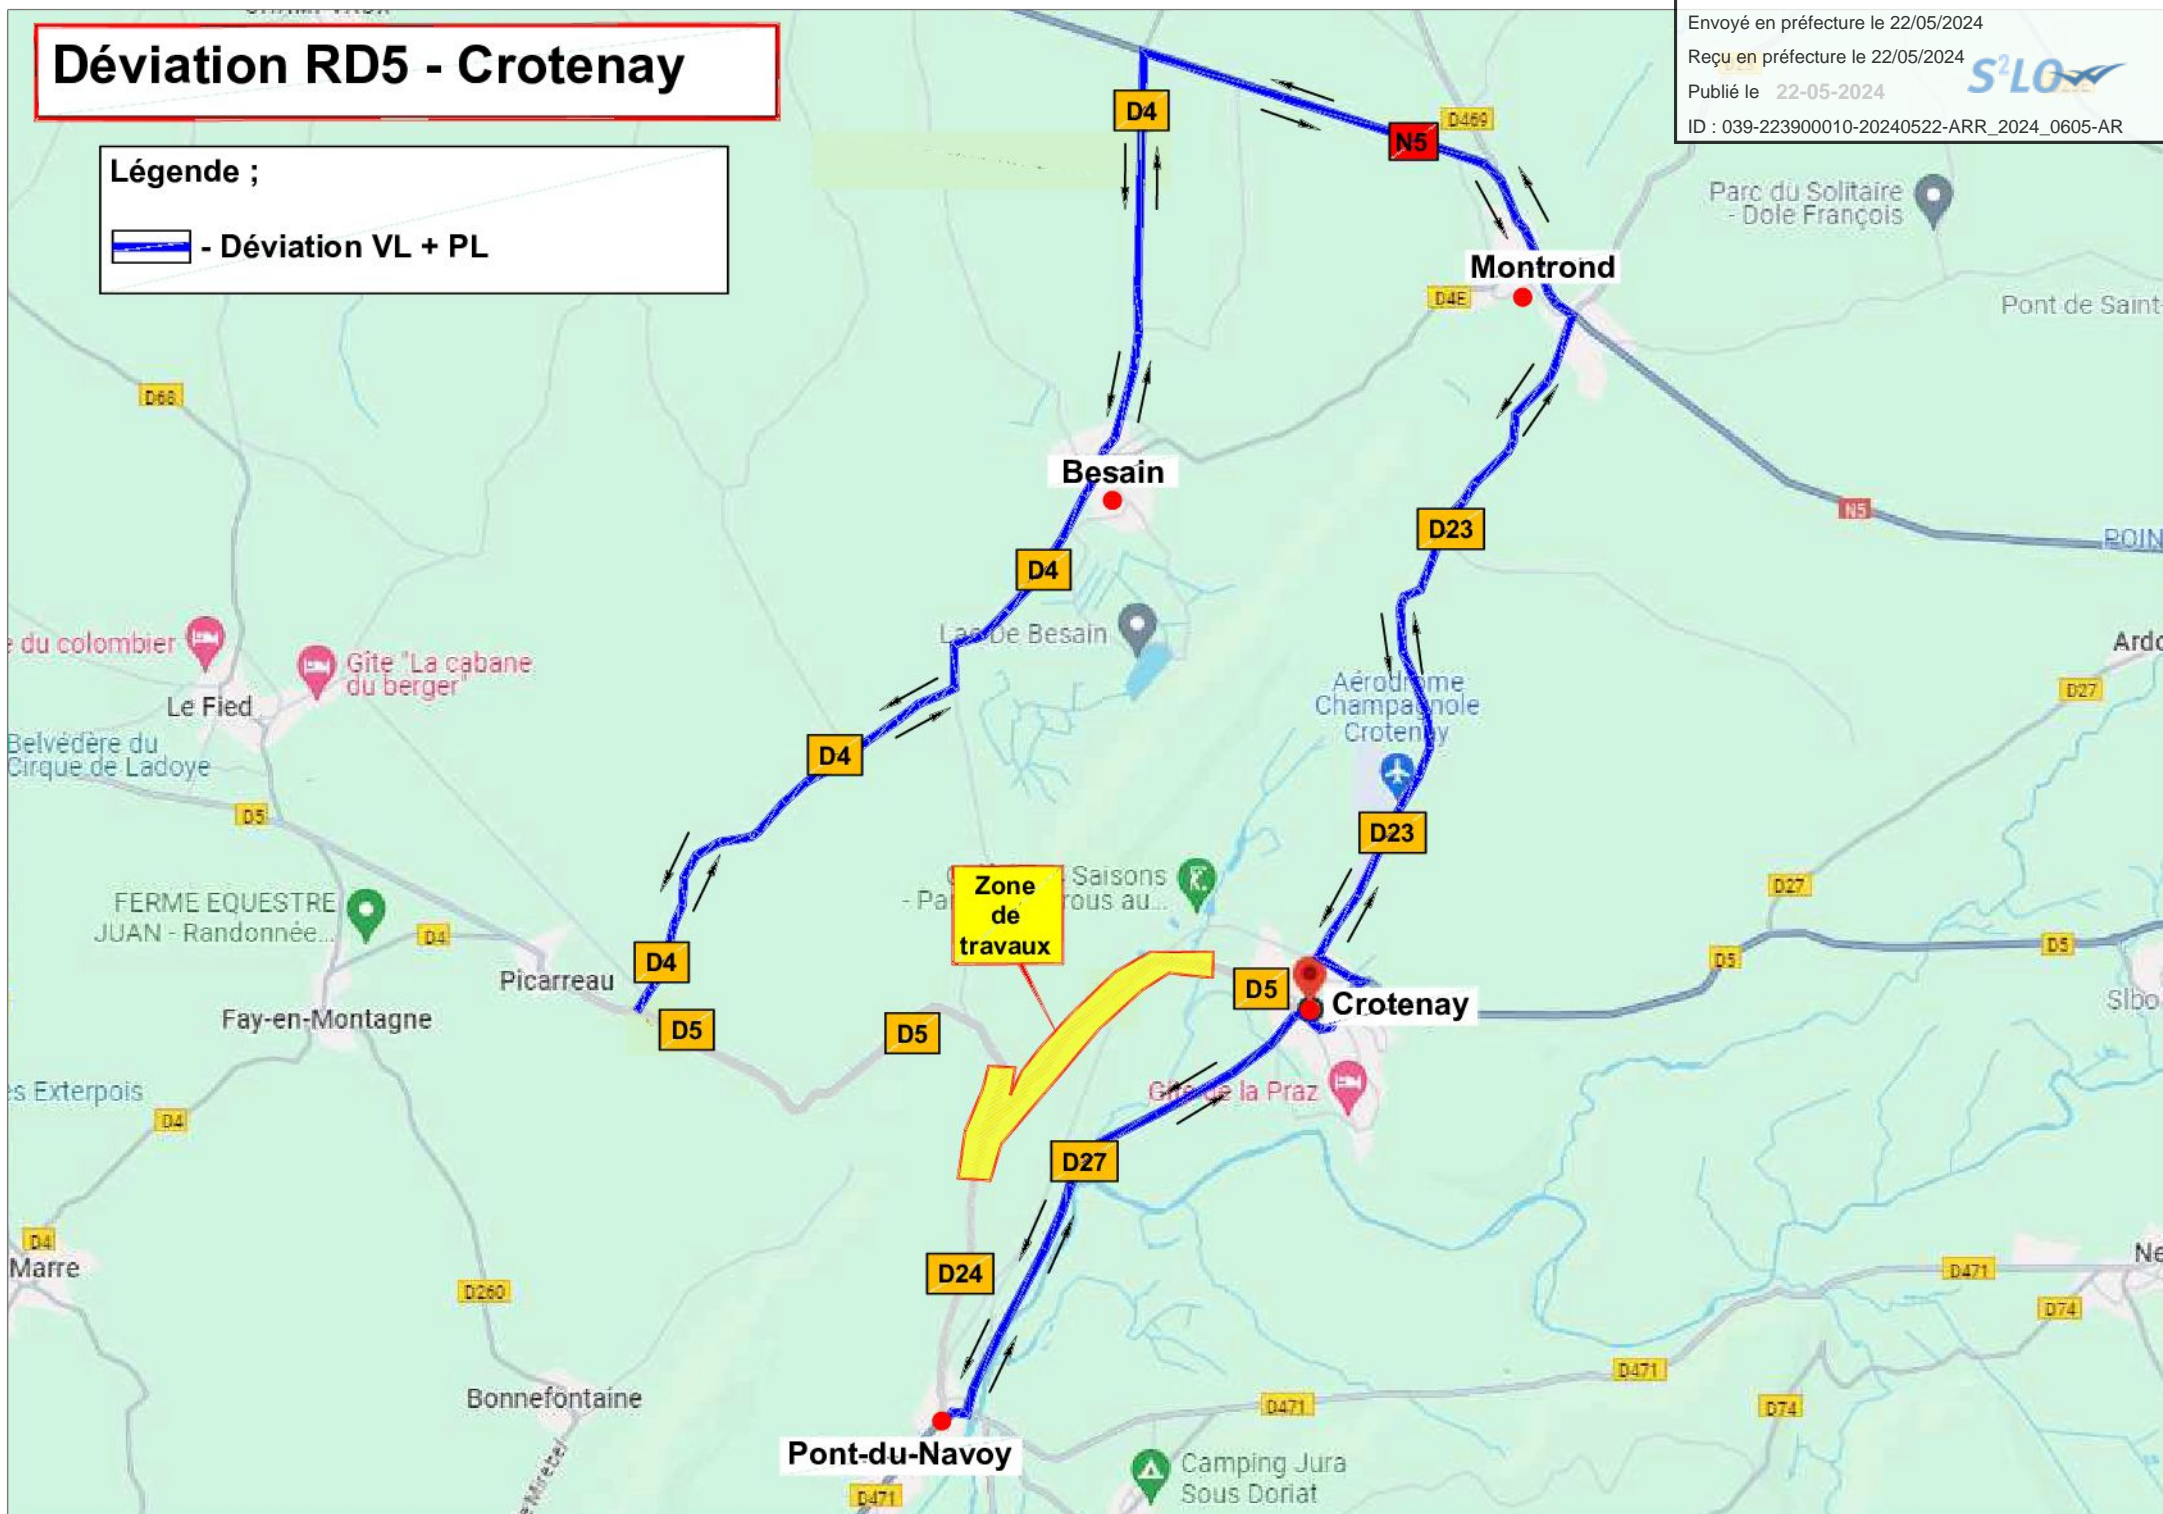 Déviation RD5 - Crotenay
Légende ;
- Déviation VL + PL
Envoyé en préfecture le 22/05/2024
Reçu en préfecture le 22/05/2024
Publié le 22-05-2024
S²LO
ID : 039-223900010-20240522-ARR_2024_0605-AR
D4
N5
D469
Parc du Solitaire
- Dole François
Montrond
D4E
Pont de Saint-
D68
Besain
N5
D23
POIN
D4
Lac De Besain
e du colombier
Gîte "La cabane
du berger"
Le Fied
Ardo
D27
Aérodrome
Champagnole
Crotenay
Belvédère du
Cirque de Ladoye
D4
D5
D23
Zone
de
travaux
Saisons
- Par
rous au...
D27
FERME EQUESTRE
JUAN - Randonnée...
D4
D5
D5
D4
Picarreau
D5
Crotenay
Slbo
Fay-en-Montagne
D5
D5
es Exterpois
Gîte de la Praz
D4
D27
D4
Marre
D24
D471
Ne
D260
D74
D471
Bonnefontaine
D471
D74
Pont-du-Navoy
Mirebel
Camping Jura
Sous Doriat
D471